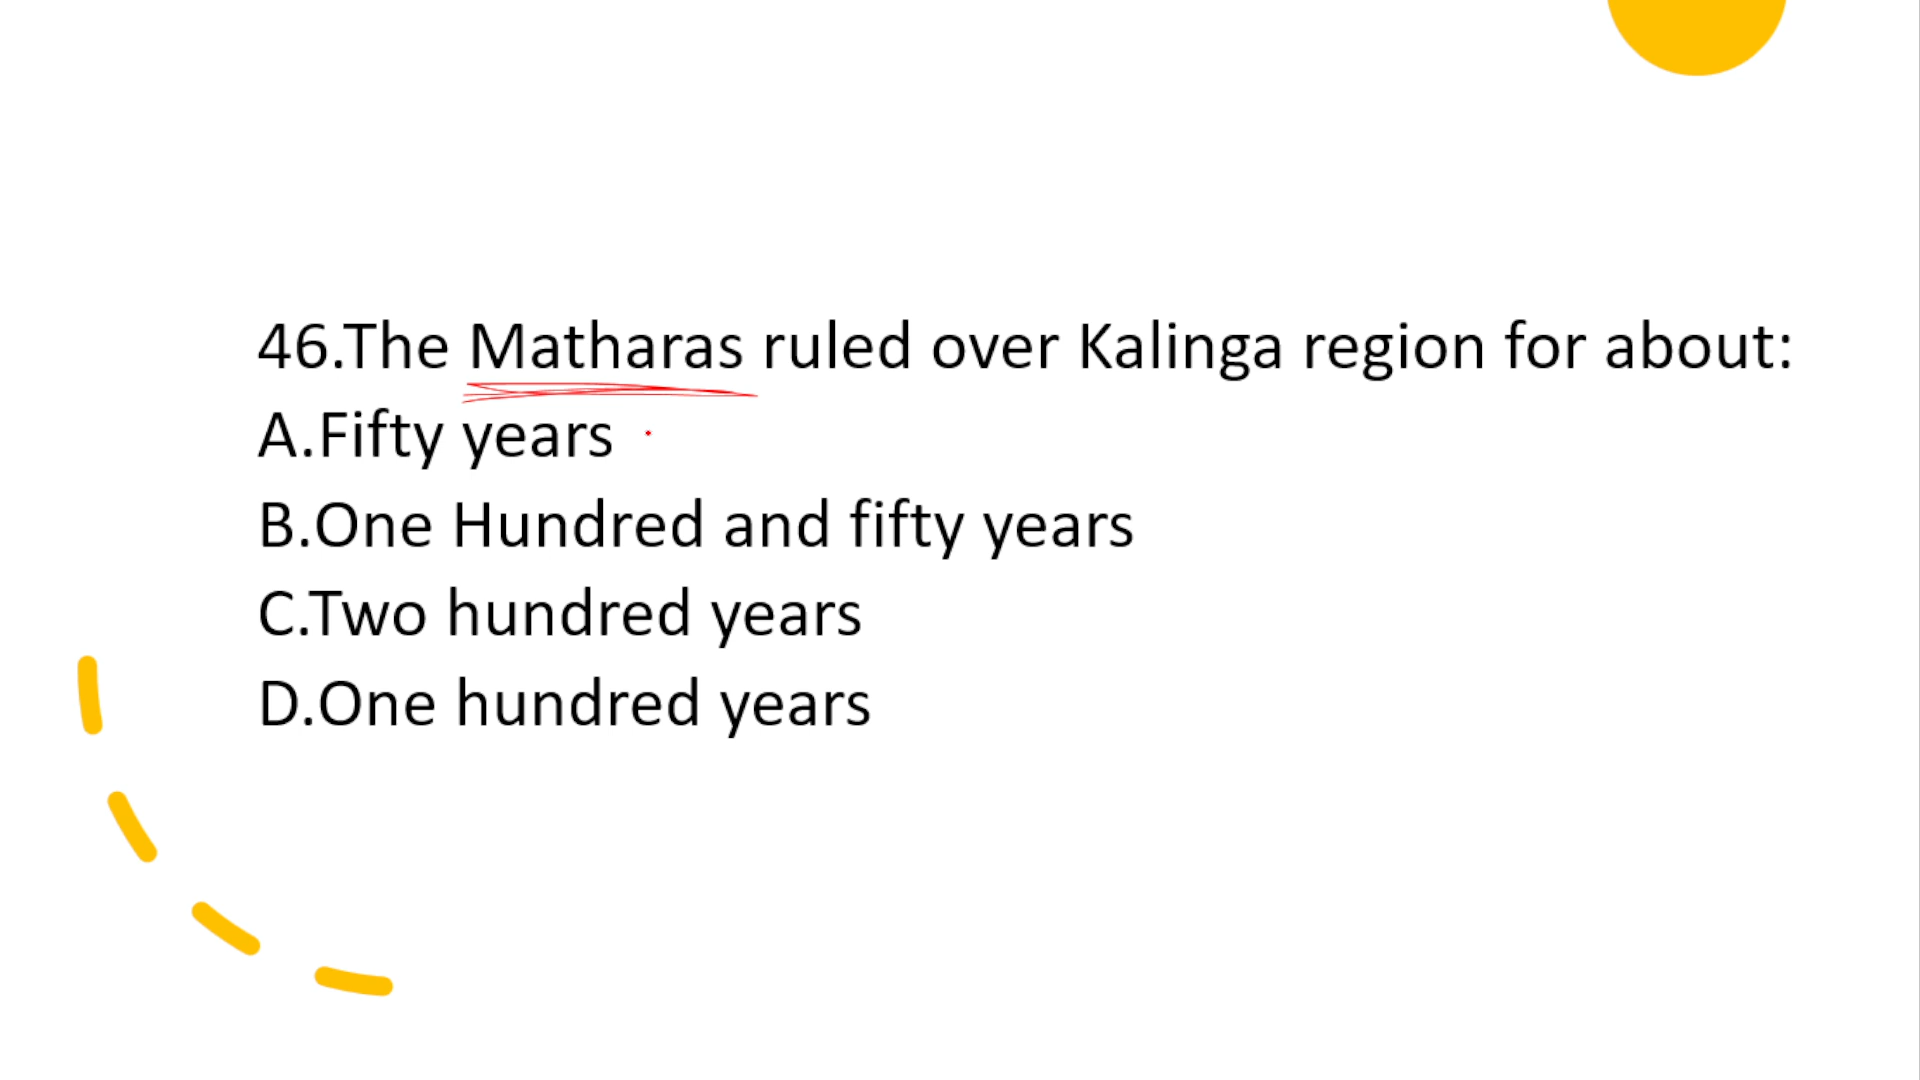 46.The Matharas ruled over Kalinga region for about:
A.Fifty years
B.One Hundred and fifty years
C.Two hundred years
D.One hundred years